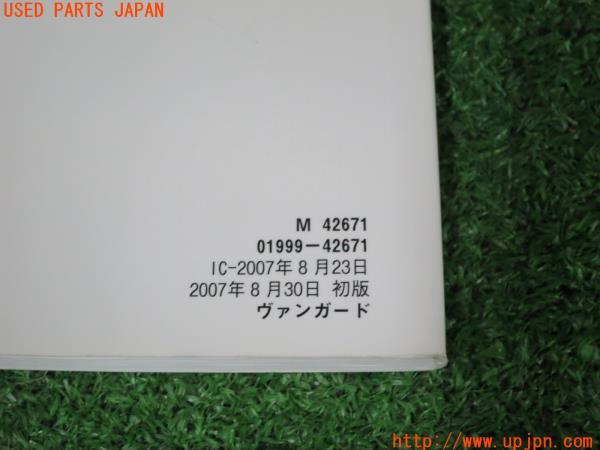 USED PARTS JAPAN
M 42671
01999-42671
IC-2007年8月23日
2007年8月30日 初版
ヴァンガード
http://www.upjpn.com